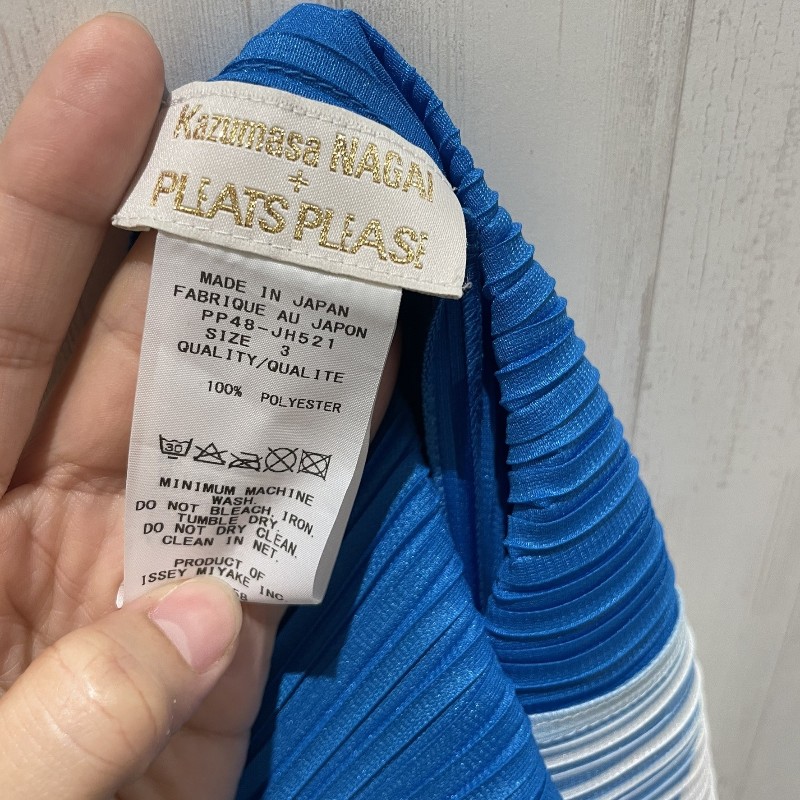 Kazumasa NAGAI
+
PLEATS PLEASE
MADE IN JAPAN
FABRIQUE AU JAPON
PP48-JH521
SIZE 3
QUALITY/QUALITE
100% POLYESTER
30
MINIMUM MACHINE
WASH.
DO NOT BLEACH, IRON,
TUMBLE DRY.
DO NOT DRY CLEAN.
CLEAN IN NET.
PRODUCT OF
ISSEY MIYAKE INC.